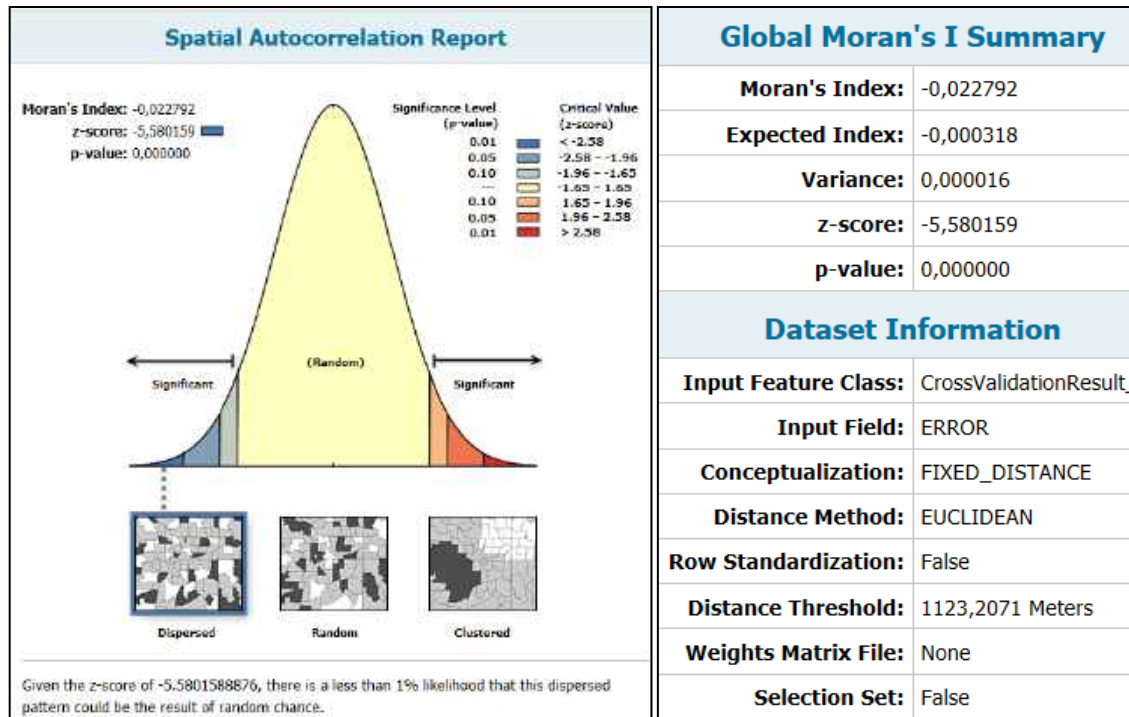 Spatial Autocorrelation Report
Moran's Index: -0,022792
z-score: -5,580159
p-value: 0,000000
Significance Level
(p-value)
Critical Value
(z-score)
0.01 < -2.58
0.05 -2.58 - -1.96
0.10 -1.96 - -1.65
--- -1.65 - 1.65
0.10 1.65 - 1.96
0.05 1.96 - 2.58
0.01 > 2.58
(Random)
Significant
Significant
Dispersed
Random
Clustered
Given the z-score of -5.5801588876, there is a less than 1% likelihood that this dispersed
pattern could be the result of random chance.
Global Moran's I Summary
Moran's Index: -0,022792
Expected Index: -0,000318
Variance: 0,000016
z-score: -5,580159
p-value: 0,000000
Dataset Information
Input Feature Class: CrossValidationResult_
Input Field: ERROR
Conceptualization: FIXED_DISTANCE
Distance Method: EUCLIDEAN
Row Standardization: False
Distance Threshold: 1123,2071 Meters
Weights Matrix File: None
Selection Set: False